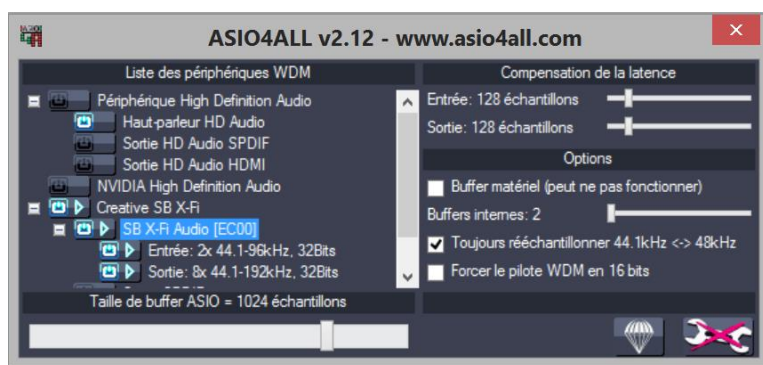 ASIO4ALL v2.12 - www.asio4all.com
Liste des périphériques WDM
Périphérique High Definition Audio
Haut-parleur HD Audio
Sortie HD Audio SPDIF
Sortie HD Audio HDMI
NVIDIA High Definition Audio
Creative SB X-Fi
SB X-Fi Audio [EC00]
Entrée: 2x 44.1-96kHz, 32Bits
Sortie: 8x 44.1-192kHz, 32Bits
Taille de buffer ASIO = 1024 échantillons
Compensation de la latence
Entrée: 128 échantillons
Sortie: 128 échantillons
Options
Buffer matériel (peut ne pas fonctionner)
Buffers internes: 2
Toujours rééchantillonner 44.1kHz <-> 48kHz
Forcer le pilote WDM en 16 bits